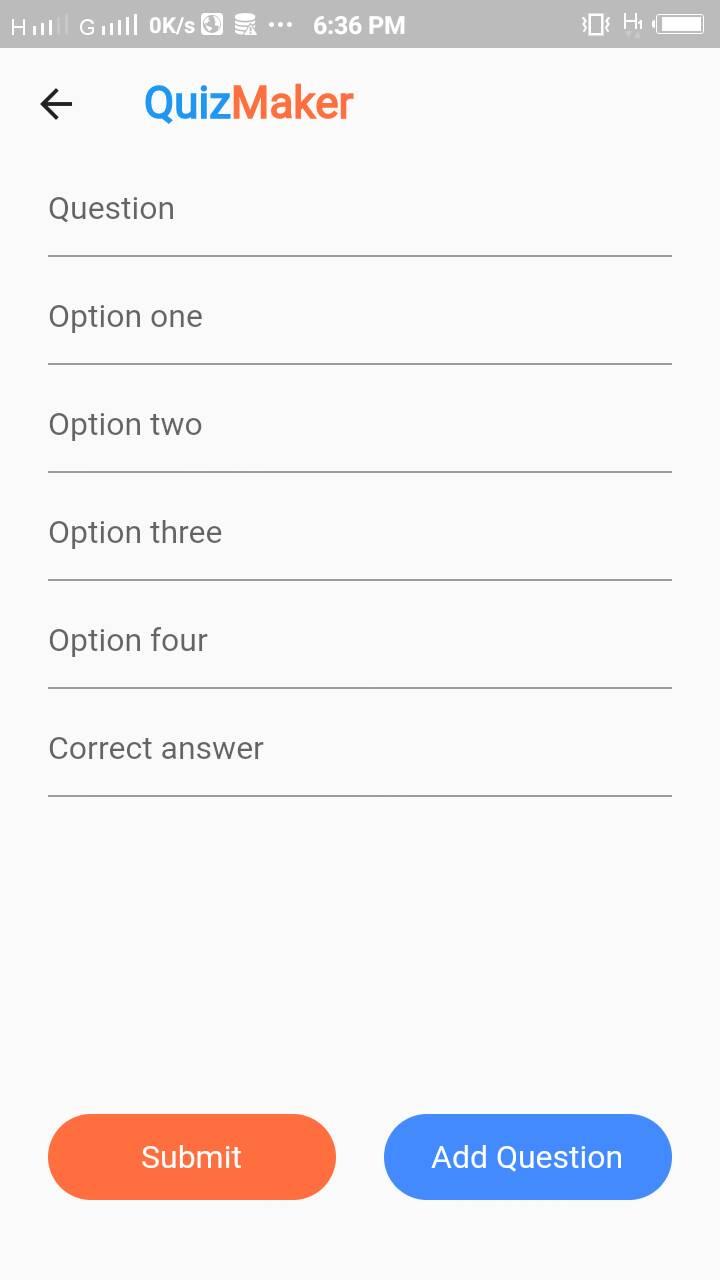 H G 0K/s ... 6:36 PM H1
QuizMaker
Question
Option one
Option two
Option three
Option four
Correct answer
Submit Add Question